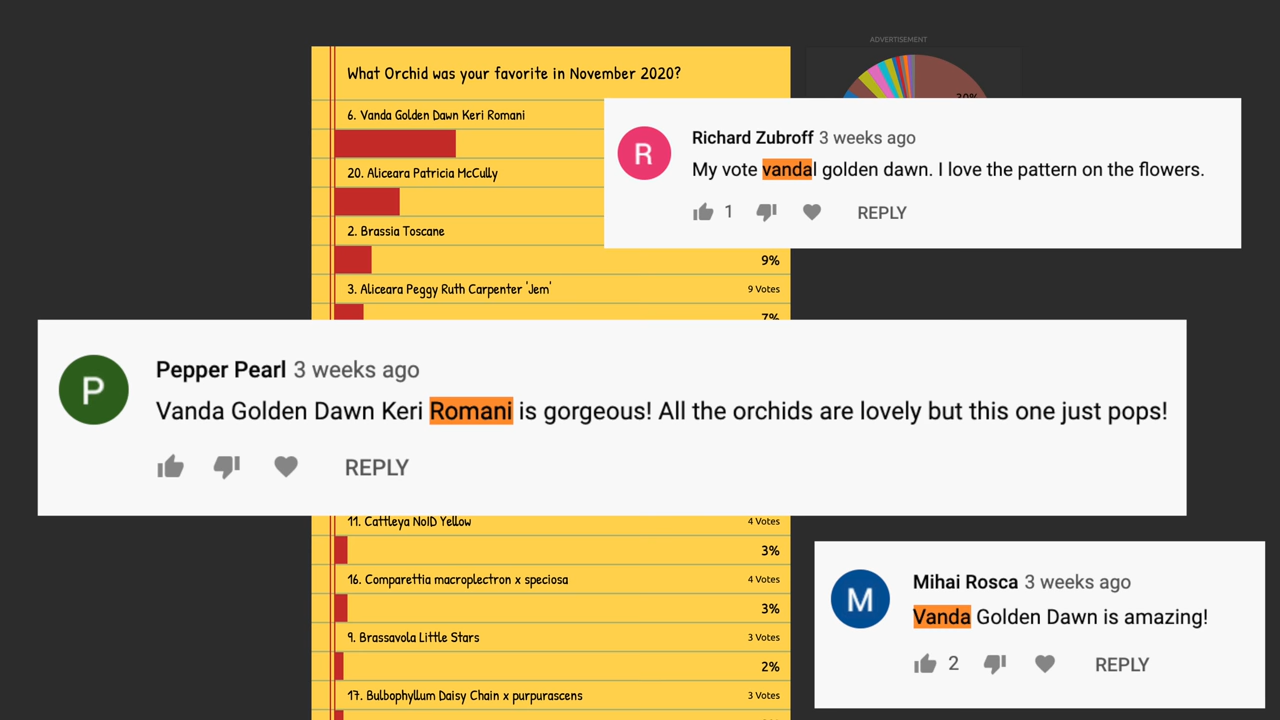 ADVERTISEMENT
What Orchid was your favorite in November 2020?
30%
6. Vanda Golden Dawn Keri Romani
Richard Zubroff 3 weeks ago
My vote vandal golden dawn. I love the pattern on the flowers.
1 REPLY
20. Aliceara Patricia McCully
2. Brassia Toscane
9%
3. Aliceara Peggy Ruth Carpenter 'Jem' 9 Votes
7%
Pepper Pearl 3 weeks ago
Vanda Golden Dawn Keri Romani is gorgeous! All the orchids are lovely but this one just pops!
REPLY
11. Cattleya NoID Yellow 4 Votes
3%
16. Comparettia macroplectron x speciosa 4 Votes
3%
9. Brassavola Little Stars 3 Votes
2%
17. Bulbophyllum Daisy Chain x purpurascens 3 Votes
Mihai Rosca 3 weeks ago
Vanda Golden Dawn is amazing!
2 REPLY